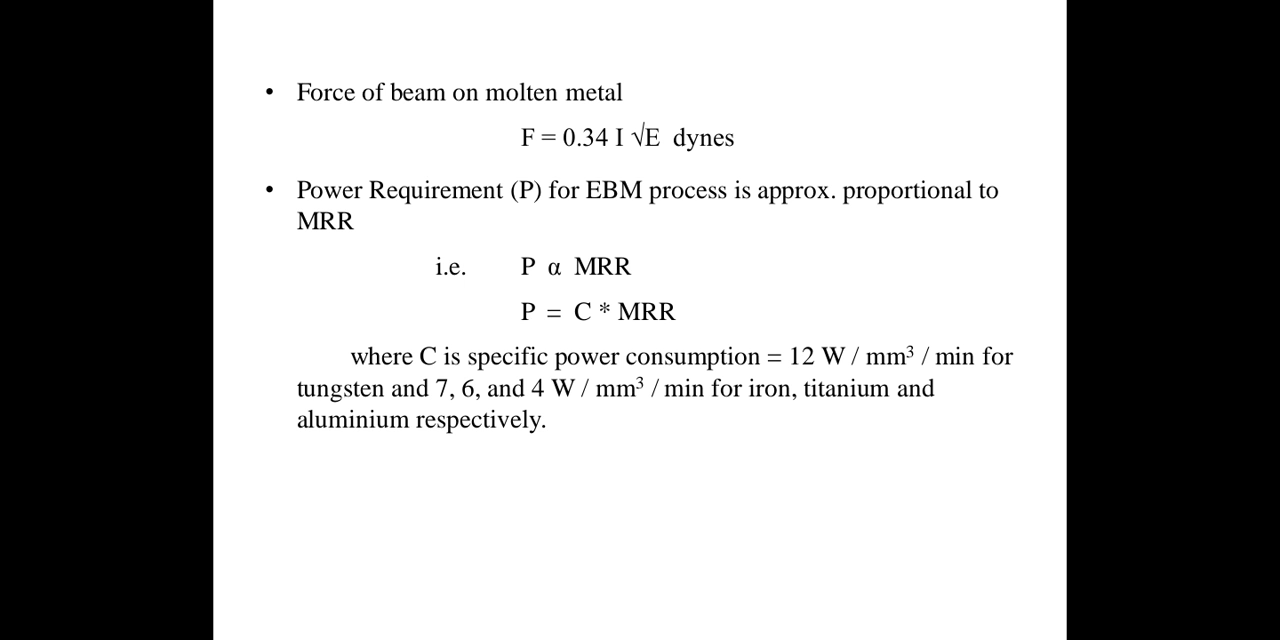 • Force of beam on molten metal
F = 0.34 I √E dynes
• Power Requirement (P) for EBM process is approx. proportional to
MRR
i.e. P α MRR
P = C * MRR
where C is specific power consumption = 12 W / mm³ / min for
tungsten and 7, 6, and 4 W / mm³ / min for iron, titanium and
aluminium respectively.